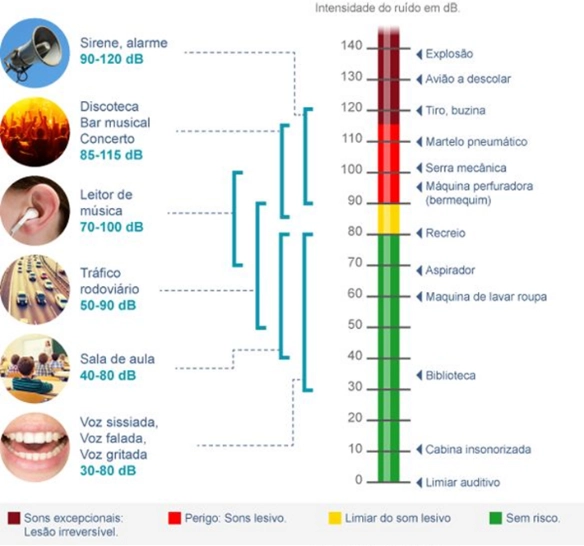 Intensidade do ruído em dB.
Sirene, alarme
90-120 dB
Discoteca
Bar musical
Concerto
85-115 dB
Leitor de
música
70-100 dB
Tráfico
rodoviário
50-90 dB
Sala de aula
40-80 dB
Voz sissiada,
Voz falada,
Voz gritada
30-80 dB
140
Explosão
130
Avião a descolar
120
Tiro, buzina
110
Martelo pneumático
100
Serra mecânica
Máquina perfuradora
(bermequim)
90
80
Recreio
70
Aspirador
60
Maquina de lavar roupa
50
40
Biblioteca
30
20
10
Cabina insonorizada
0
Limiar auditivo
Sons excepcionais:
Lesão irreversível.
Perigo: Sons lesivo.
Limiar do som lesivo
Sem risco.